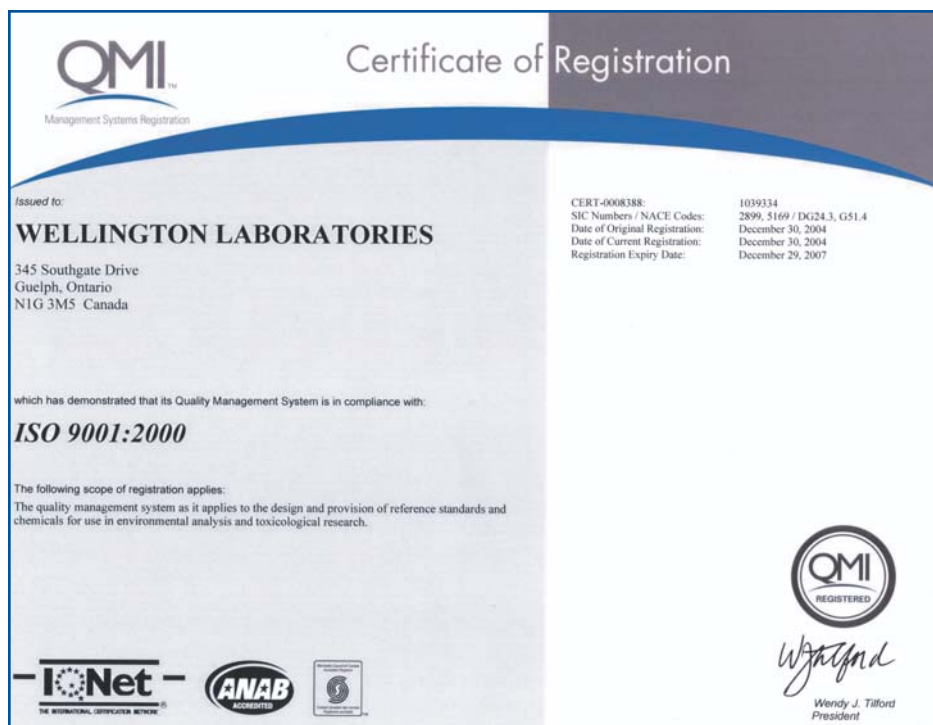 QMI™
Management Systems Registration
Certificate of Registration
Issued to:
WELLINGTON LABORATORIES
345 Southgate Drive
Guelph, Ontario
N1G 3M5 Canada
CERT-0008388: 1039334
SIC Numbers / NACE Codes: 2899, 5169 / DG24.3, G51.4
Date of Original Registration: December 30, 2004
Date of Current Registration: December 30, 2004
Registration Expiry Date: December 29, 2007
which has demonstrated that its Quality Management System is in compliance with:
ISO 9001:2000
The following scope of registration applies:
The quality management system as it applies to the design and provision of reference standards and
chemicals for use in environmental analysis and toxicological research.
QMI
REGISTERED
IQNet®
THE INTERNATIONAL CERTIFICATION NETWORK
ANAB
ACCREDITED
Wendy J. Tilford
President